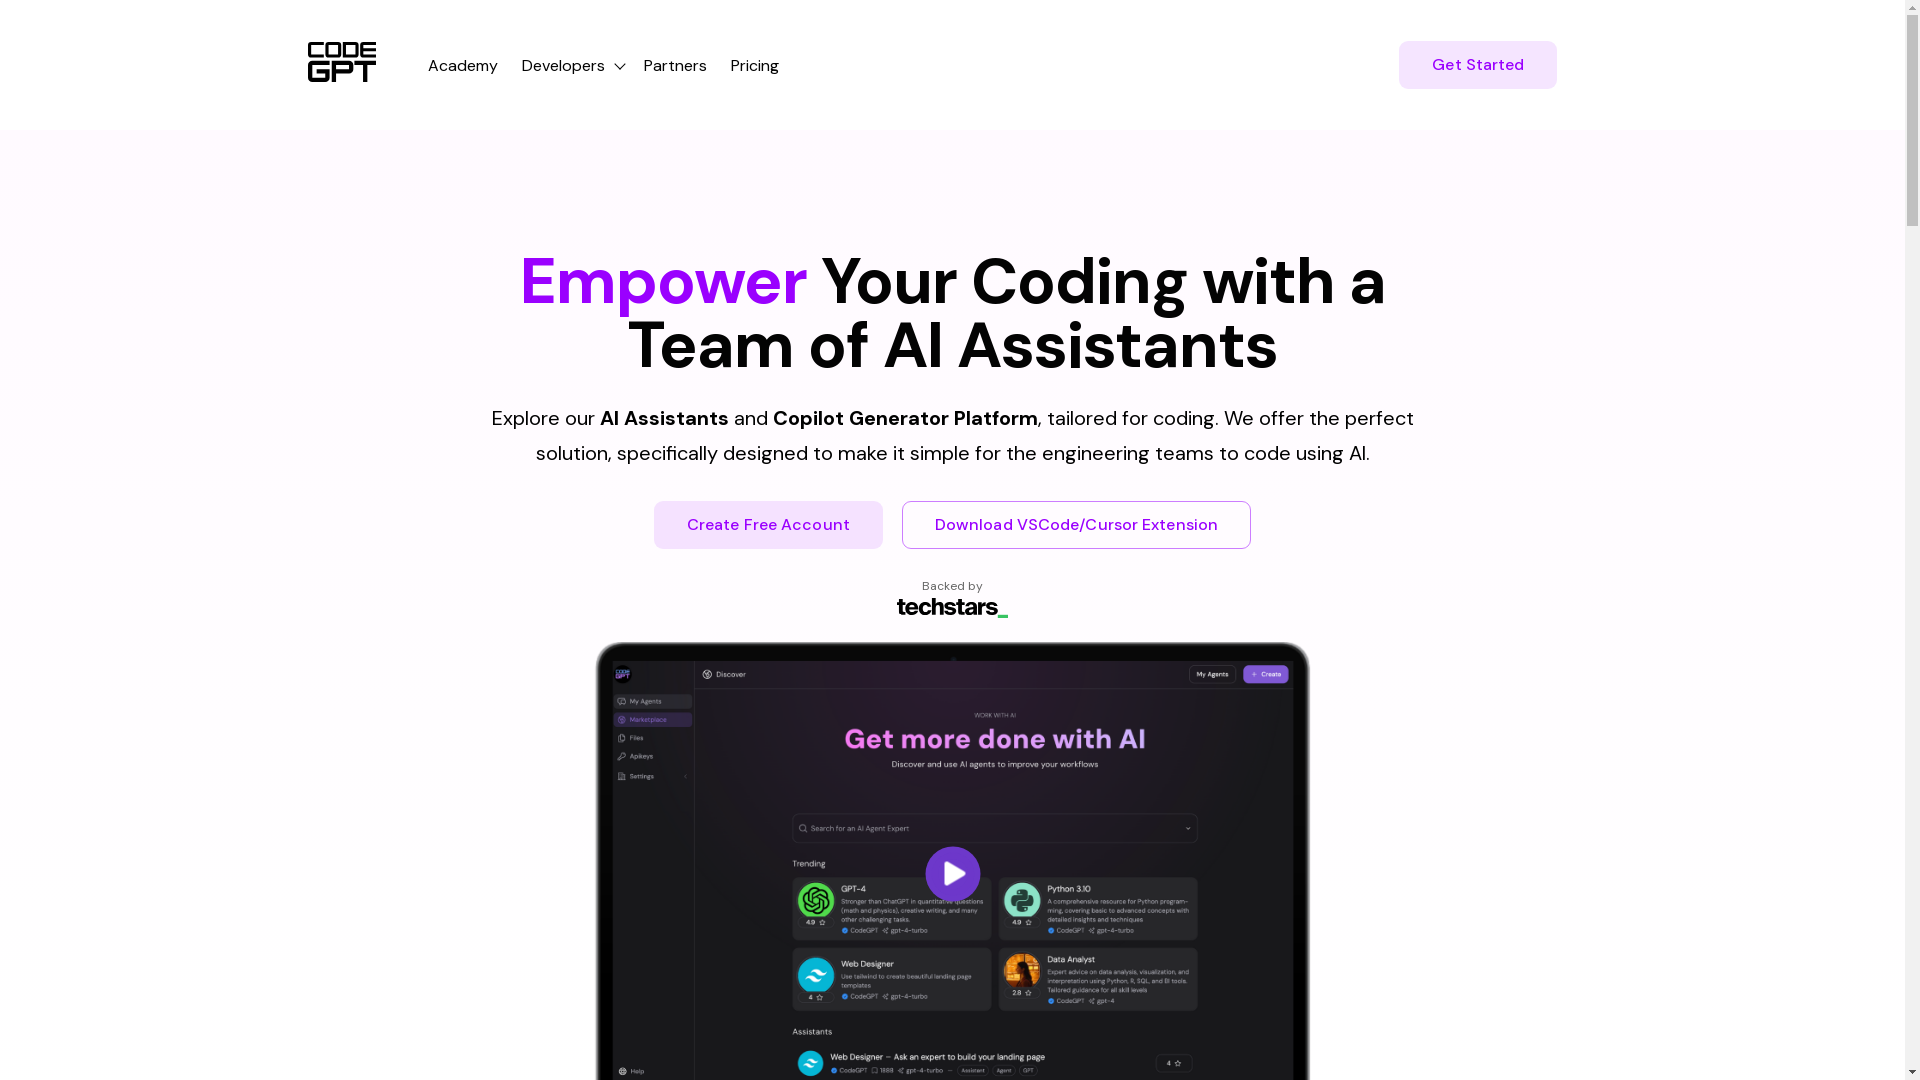 CODE
GPT
Academy
Developers
Partners
Pricing
Get Started
Empower Your Coding with a
Team of AI Assistants
Explore our AI Assistants and Copilot Generator Platform, tailored for coding. We offer the perfect
solution, specifically designed to make it simple for the engineering teams to code using AI.
Create Free Account
Download VSCode/Cursor Extension
Backed by
techstars_
CODE
GPT
Discover
My Agents
+ Create
My Agents
Marketplace
Files
Apikeys
Settings
WORK WITH AI
Get more done with AI
Discover and use AI agents to improve your workflows
Search for an AI Agent Expert
Trending
GPT-4
Stronger than ChatGPT in quantitative questions
(math and physics), creative writing, and many
other challenging tasks.
4.9
CodeGPT gpt-4-turbo
Python 3.10
A comprehensive resource for Python program-
ming, covering basic to advanced concepts with
detailed insights and techniques
4.9
CodeGPT gpt-4-turbo
Web Designer
Use tailwind to create beautiful landing page
templates
4
CodeGPT gpt-4-turbo
Data Analyst
Expert advice on data analysis, visualization, and
interpretation using Python, R, SQL, and BI tools.
Tailored guidance for all skill levels
2.8
CodeGPT gpt-4
Assistants
Web Designer – Ask an expert to build your landing page
4
CodeGPT 1888 gpt-4-turbo – Assistant Agent GPT
Help